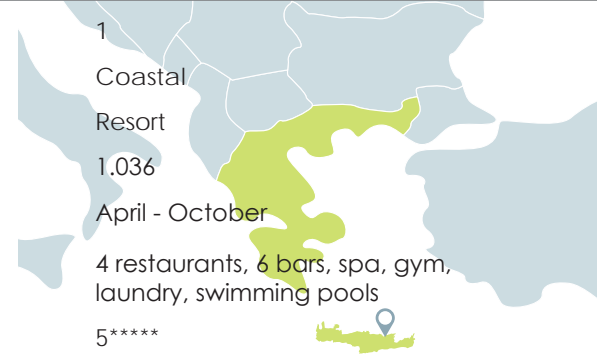 1
Coastal
Resort
1.036
April - October
4 restaurants, 6 bars, spa, gym,
laundry, swimming pools
5*****